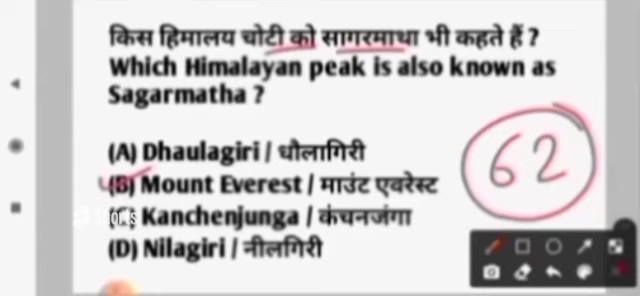 किस हिमालय चोटी को सागरमाथा भी कहते हैं ?
Which Himalayan peak is also known as
Sagarmatha ?
(A) Dhaulagiri / धौलागिरी
(B) Mount Everest / माउंट एवरेस्ट
(C) Kanchenjunga / कंचनजंगा
(D) Nilagiri / नीलगिरी
62